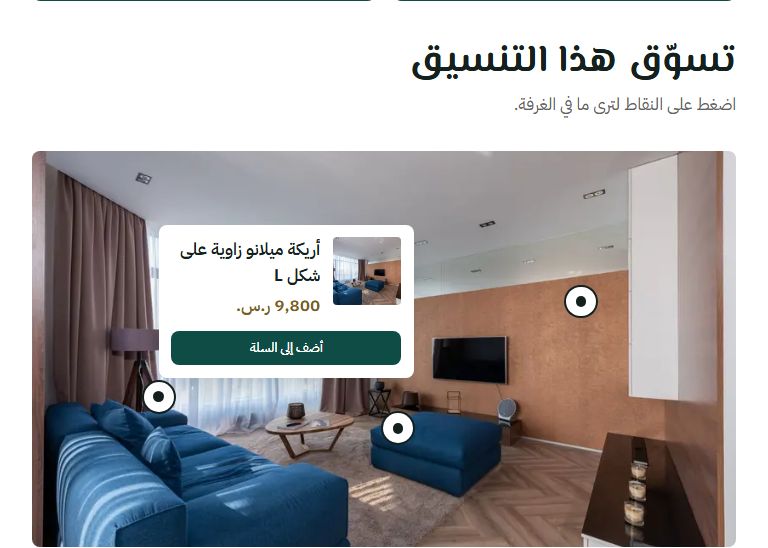 تسوّق هذا التنسيق
اضغط على النقاط لترى ما في الغرفة.
أريكة ميلانو زاوية على
شكل L
9,800 ر.س.
أضف إلى السلة